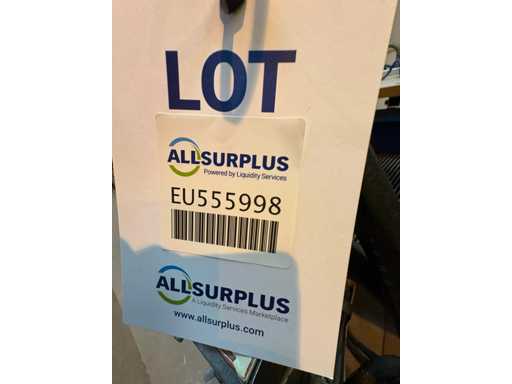 LOT
ALLSURPLUS
Powered by Liquidity Services
EU555998
ALLSURPLUS
A Liquidity Services Marketplace
www.allsurplus.com